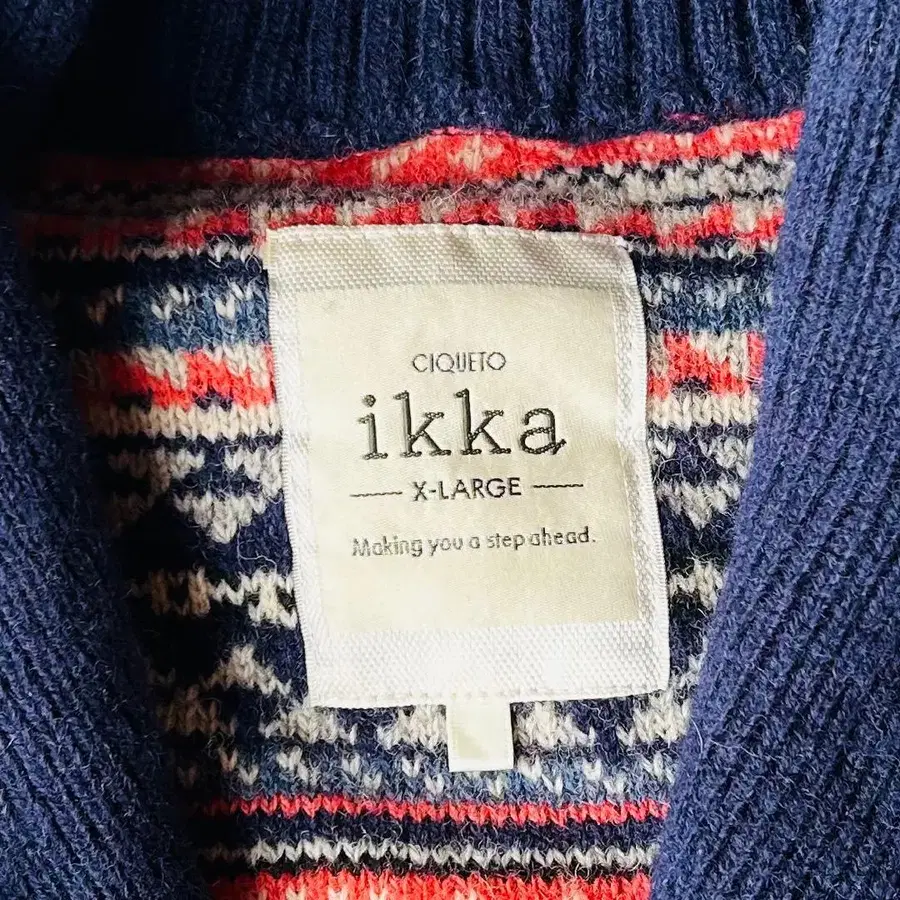 CIQUETO
ikka
X-LARGE
Making you a step ahead.